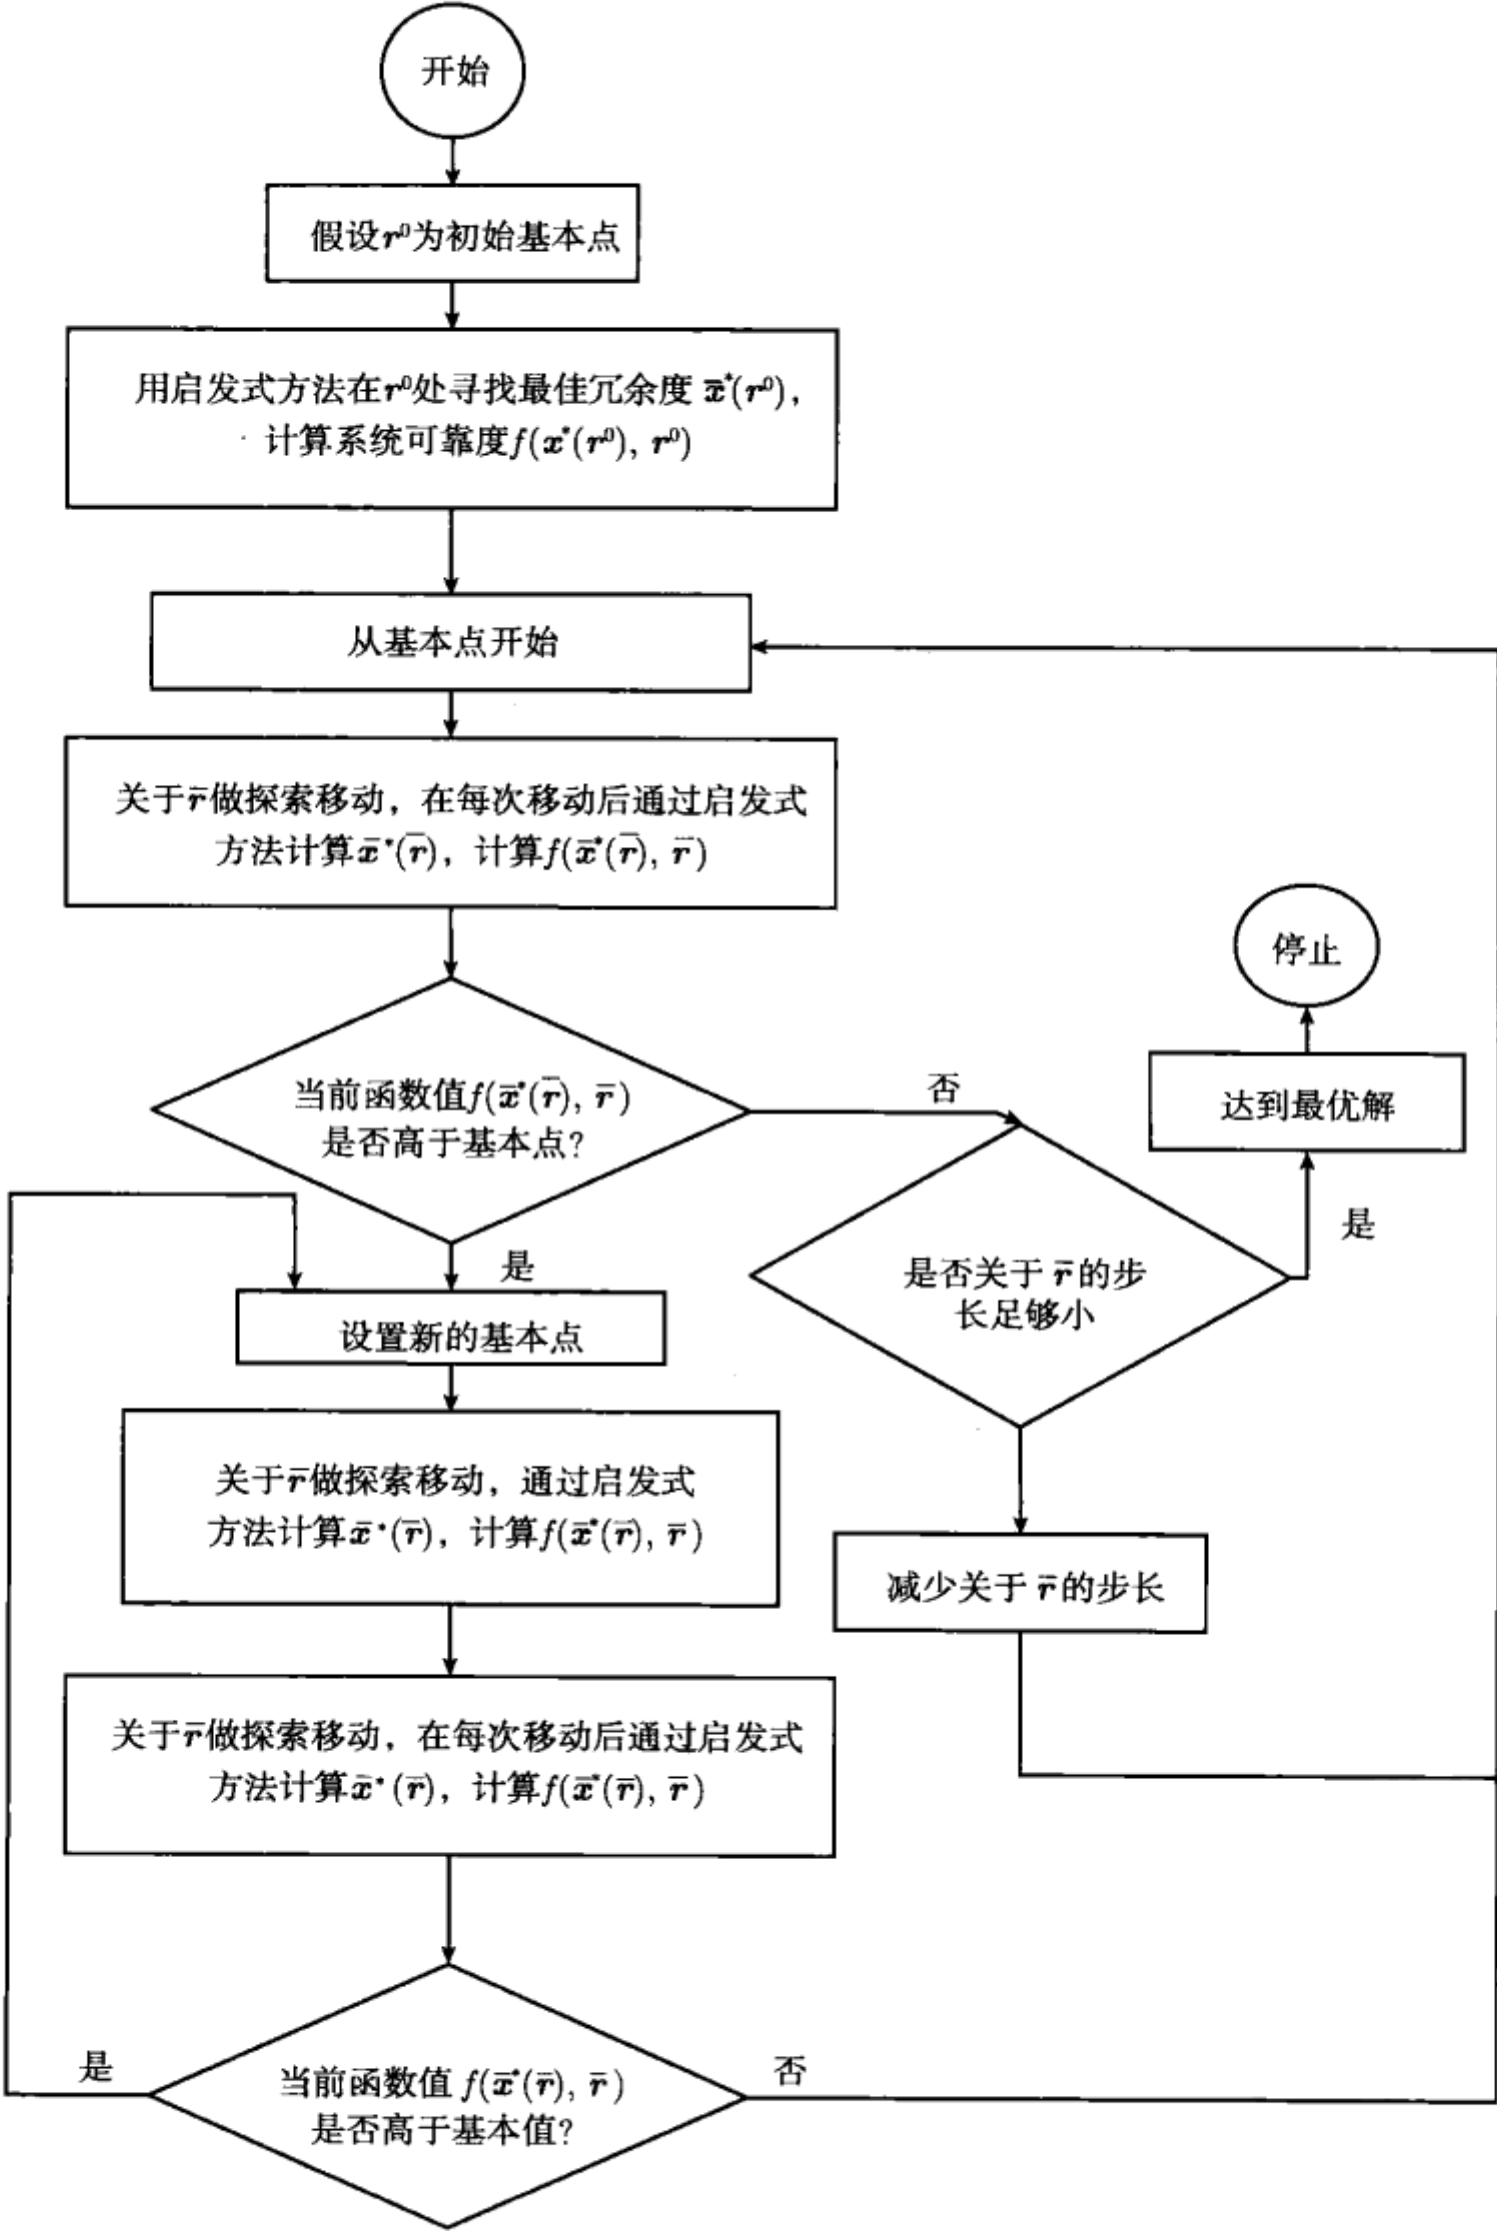 开始
假设r⁰为初始基本点
用启发式方法在r⁰处寻找最佳冗余度 x̄*(r⁰),
计算系统可靠度f(x*(r⁰), r⁰)
从基本点开始
关于r̄做探索移动，在每次移动后通过启发式
方法计算x̄*(r̄)，计算f(x̄*(r̄), r̄)
停止
当前函数值f(x̄*(r̄), r̄)
是否高于基本点?
否
达到最优解
是
是否关于 r̄ 的步
长足够小
是
设置新的基本点
关于r̄做探索移动，通过启发式
方法计算x̄*(r̄)，计算f(x̄*(r̄), r̄)
减少关于 r̄ 的步长
关于r̄做探索移动，在每次移动后通过启发式
方法计算x̄*(r̄)，计算f(x̄*(r̄), r̄)
是
当前函数值 f(x̄*(r̄), r̄)
是否高于基本值?
否